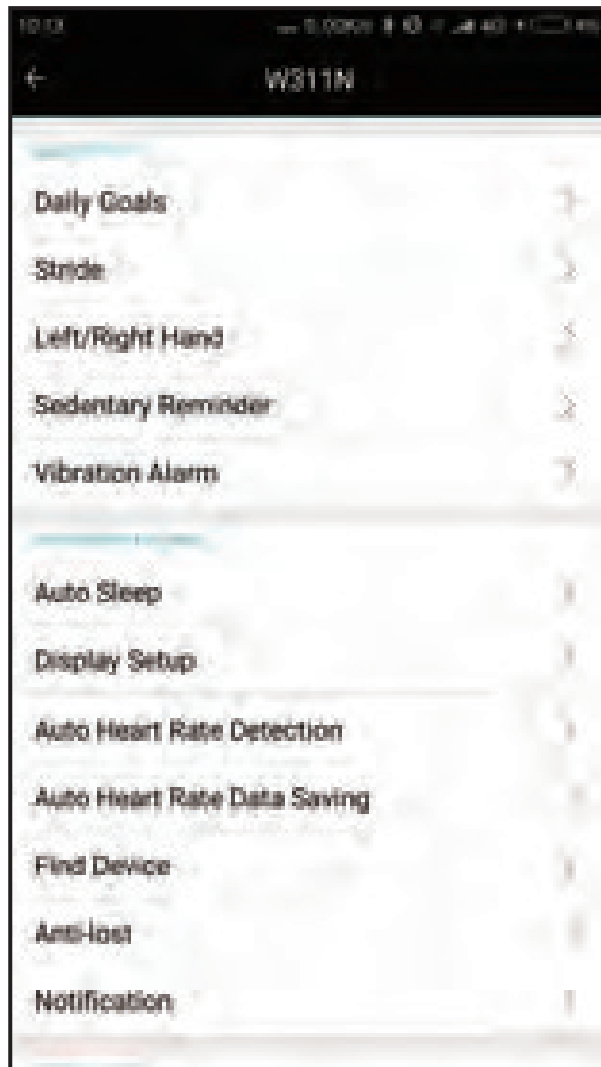 W311N
Daily Goals
Stride
Left/Right Hand
Sedentary Reminder
Vibration Alarm
Auto Sleep
Display Setup
Auto Heart Rate Detection
Auto Heart Rate Data Saving
Find Device
Anti-lost
Notification